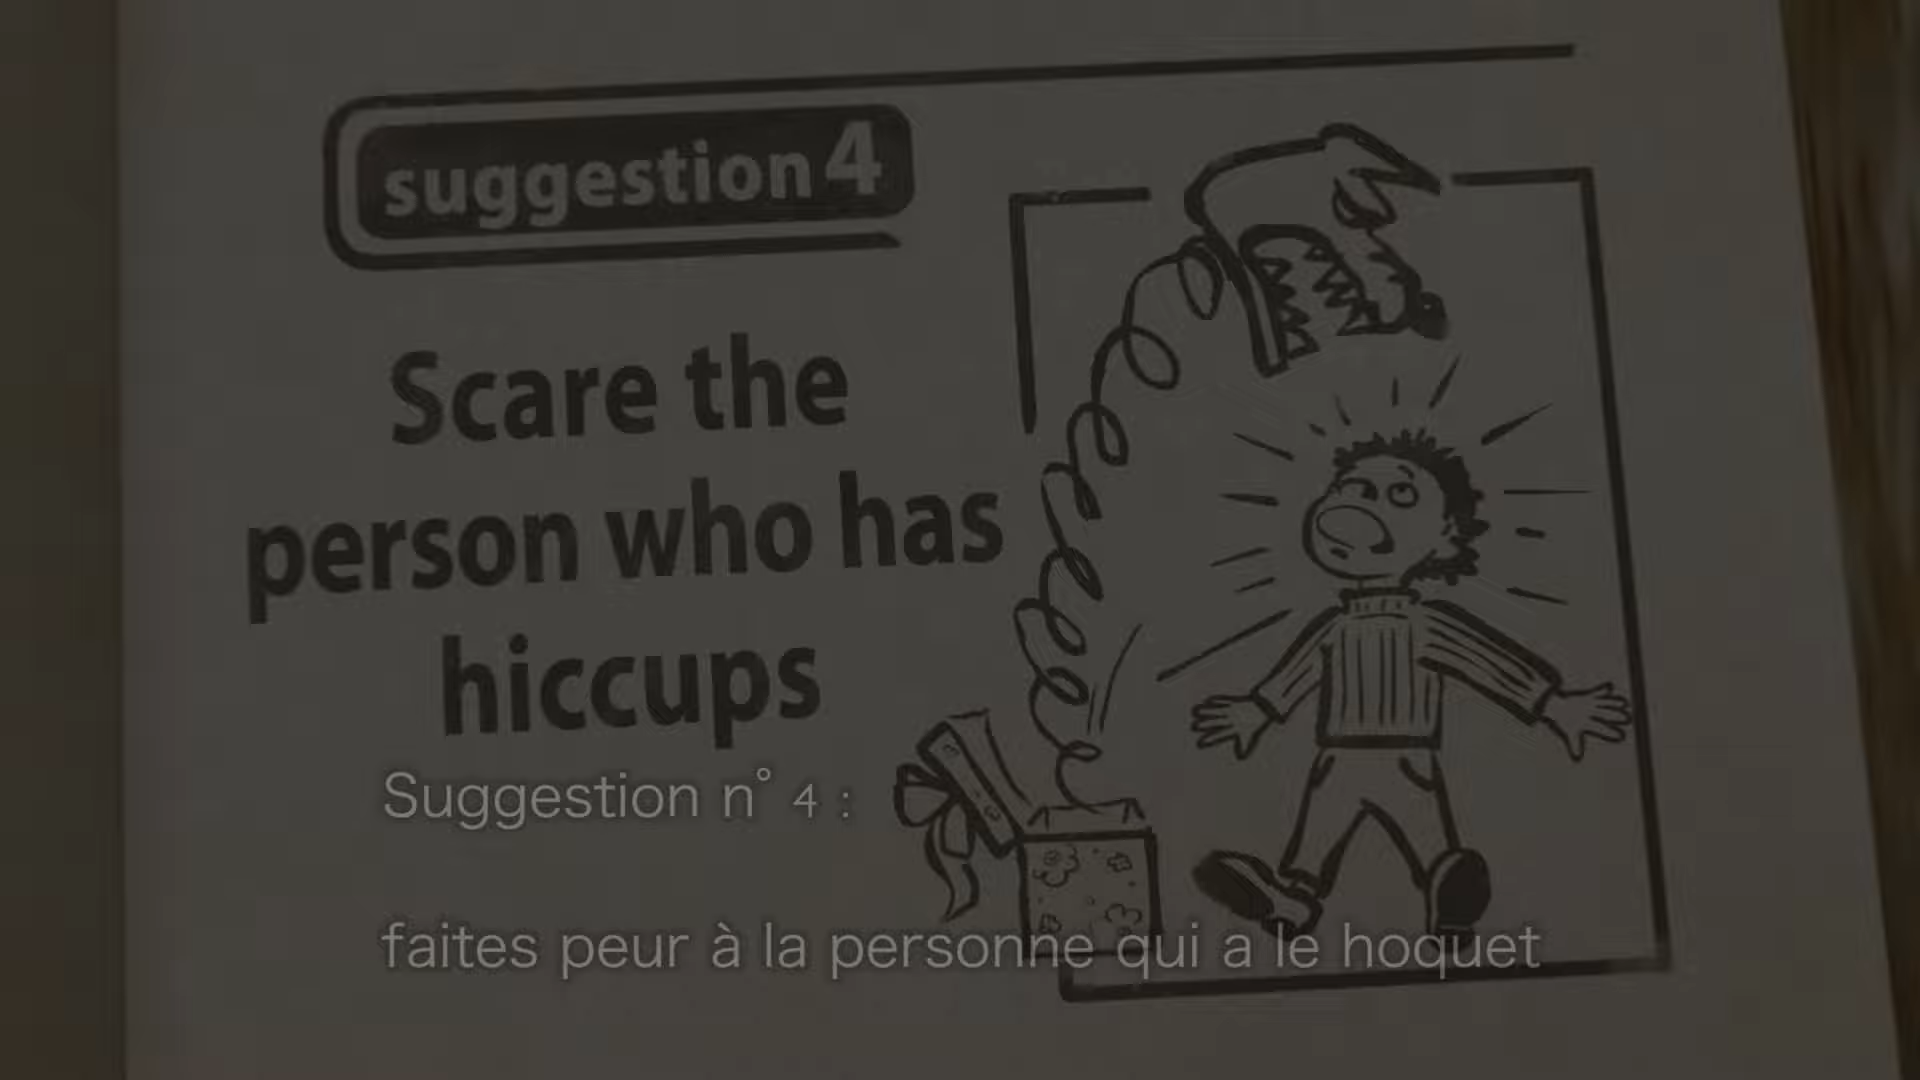 suggestion 4
Scare the
person who has
hiccups
Suggestion n° 4 :
faites peur à la personne qui a le hoquet